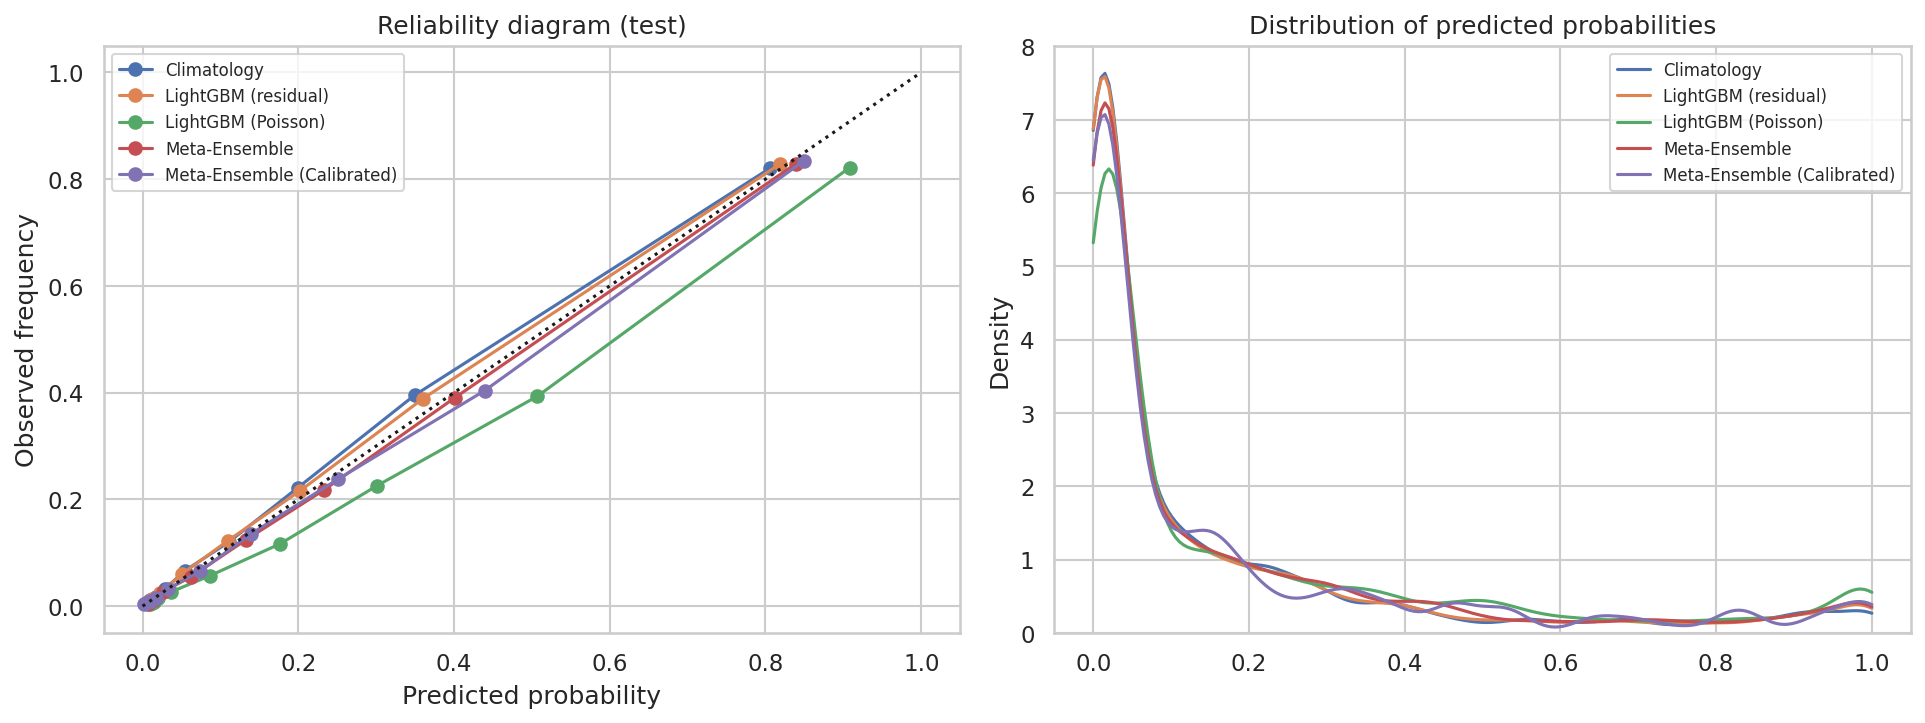 Reliability diagram (test)
Climatology
LightGBM (residual)
LightGBM (Poisson)
Meta-Ensemble
Meta-Ensemble (Calibrated)
Observed frequency
1.0
0.8
0.6
0.4
0.2
0.0
0.0 0.2 0.4 0.6 0.8 1.0
Predicted probability
Distribution of predicted probabilities
Climatology
LightGBM (residual)
LightGBM (Poisson)
Meta-Ensemble
Meta-Ensemble (Calibrated)
Density
8
7
6
5
4
3
2
1
0
0.0 0.2 0.4 0.6 0.8 1.0